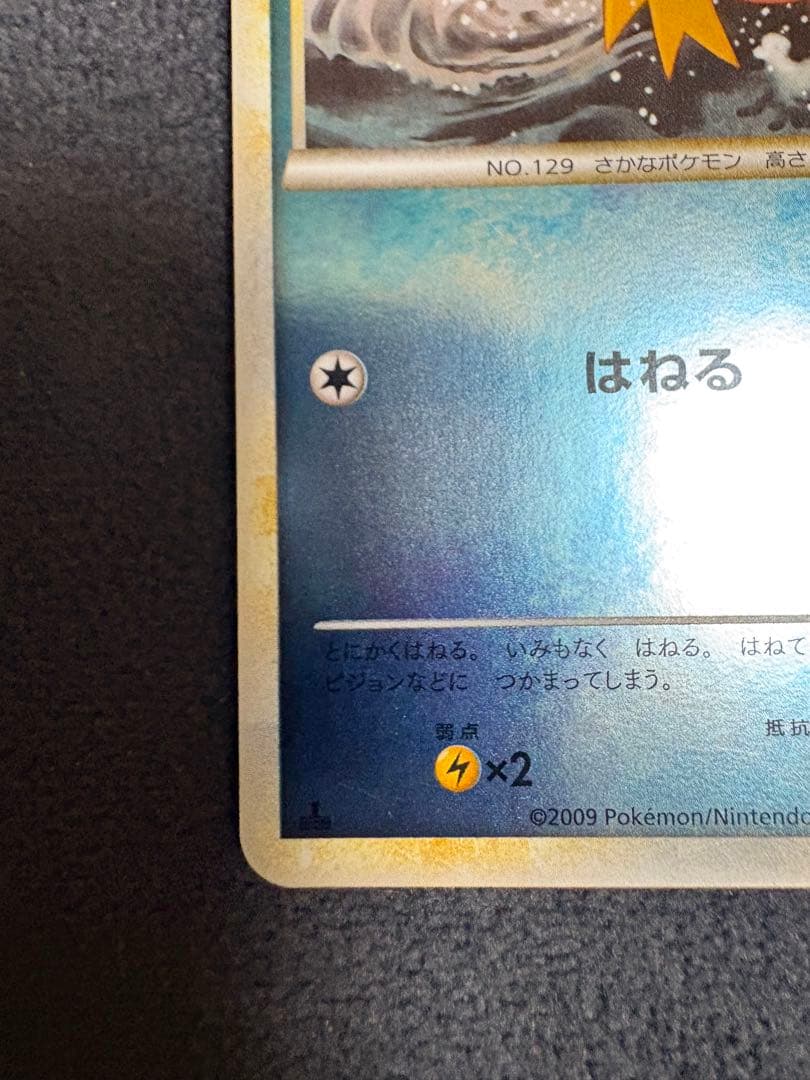 NO.129 さかなポケモン 高さ
はねる
とにかくはねる。 いみもなく はねる。 はねて
ピジョンなどに つかまってしまう。
弱点 抵抗
×2
©2009 Pokémon/Nintendo